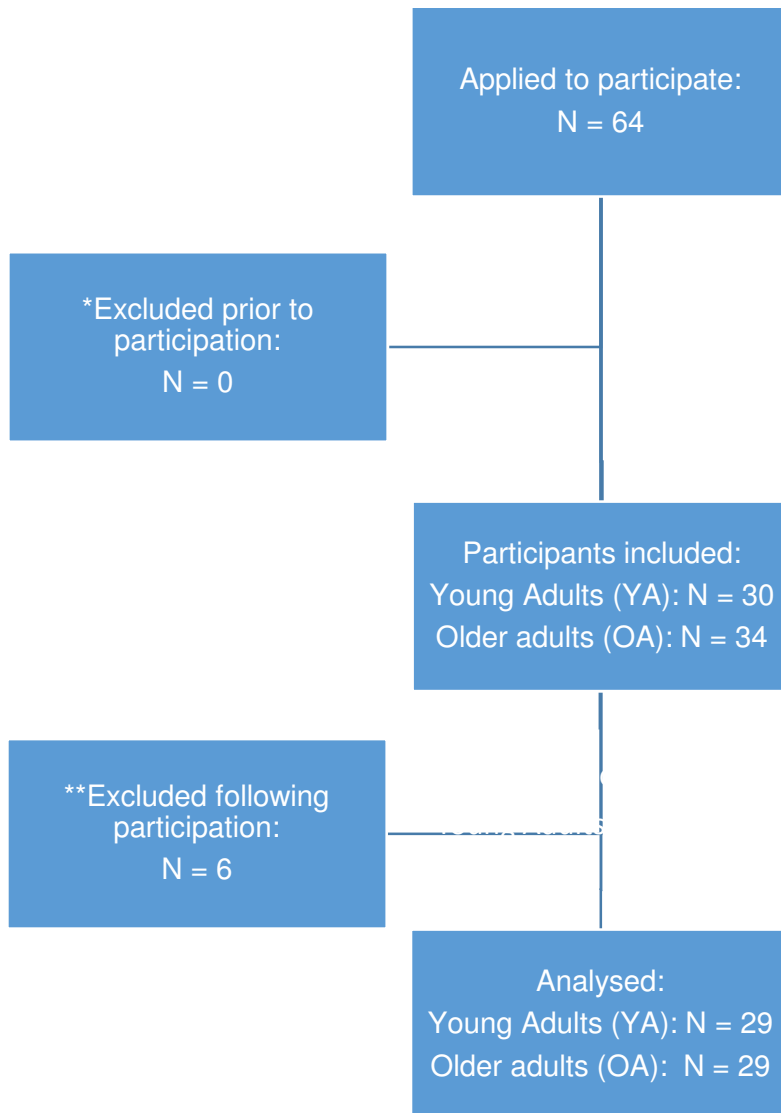 Applied to participate:
N = 64
*Excluded prior to
participation:
N = 0
Participants included:
Young Adults (YA): N = 30
Older adults (OA): N = 34
**Excluded following
participation:
N = 6
Analysed:
Young Adults (YA): N = 29
Older adults (OA): N = 29